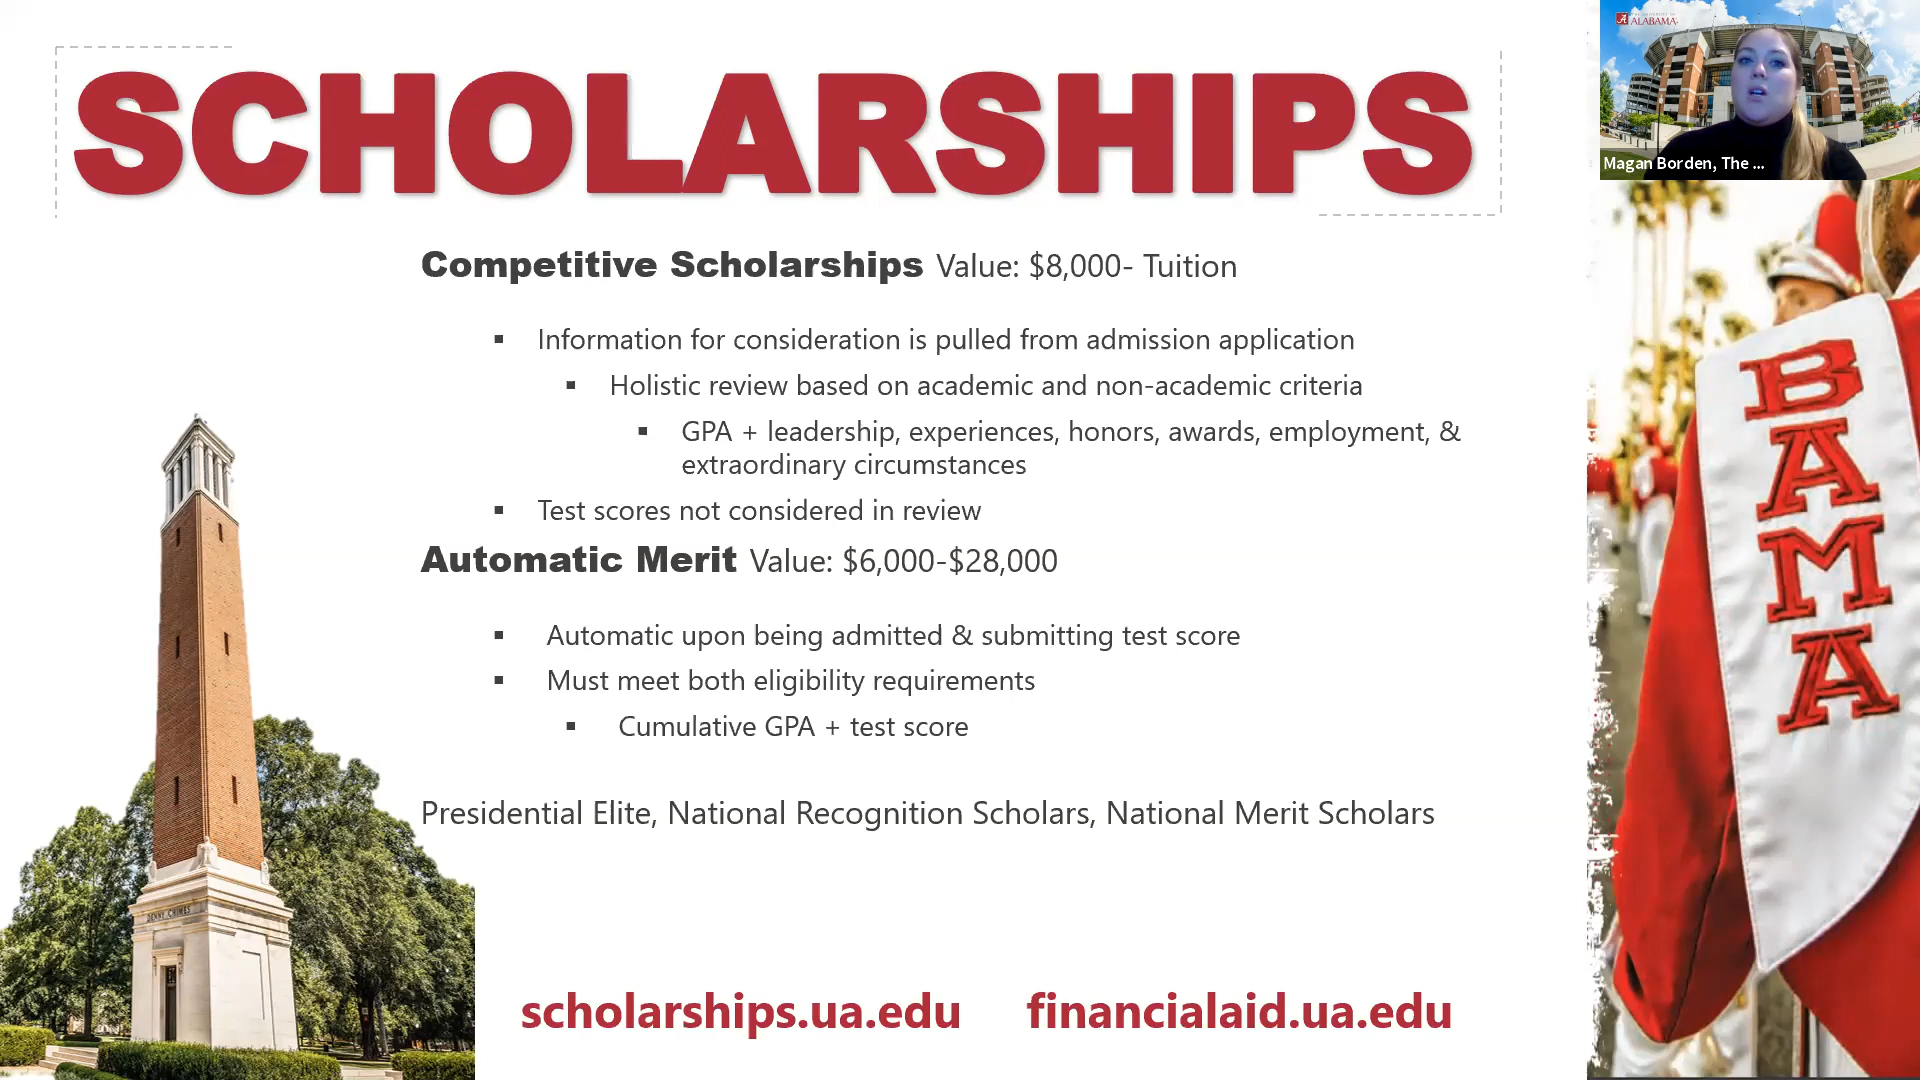 SCHOLARSHIPS
Competitive Scholarships Value: $8,000- Tuition
▪ Information for consideration is pulled from admission application
▪ Holistic review based on academic and non-academic criteria
▪ GPA + leadership, experiences, honors, awards, employment, &
extraordinary circumstances
▪ Test scores not considered in review
Automatic Merit Value: $6,000-$28,000
▪ Automatic upon being admitted & submitting test score
▪ Must meet both eligibility requirements
▪ Cumulative GPA + test score
Presidential Elite, National Recognition Scholars, National Merit Scholars
scholarships.ua.edu financialaid.ua.edu
DENNY CHIMES
A THE UNIVERSITY OF
ALABAMA
Magan Borden, The ...
BAMA